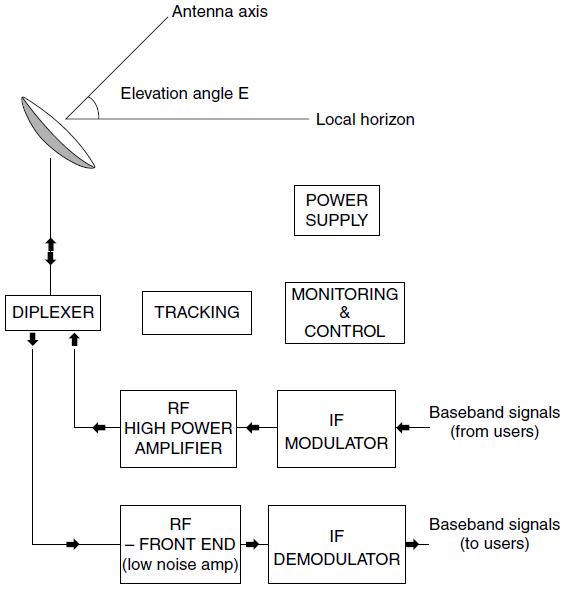 Antenna axis
Elevation angle E
Local horizon
POWER
SUPPLY
DIPLEXER
TRACKING
MONITORING
&
CONTROL
RF
HIGH POWER
AMPLIFIER
IF
MODULATOR
Baseband signals
(from users)
RF
– FRONT END
(low noise amp)
IF
DEMODULATOR
Baseband signals
(to users)